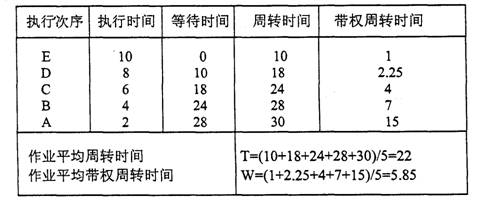 执行次序 执行时间 等待时间 周转时间 带权周转时间
E 10 0 10 1
D 8 10 18 2.25
C 6 18 24 4
B 4 24 28 7
A 2 28 30 15
作业平均周转时间 T=(10+18+24+28+30)/5=22
作业平均带权周转时间 W=(1+2.25+4+7+15)/5=5.85